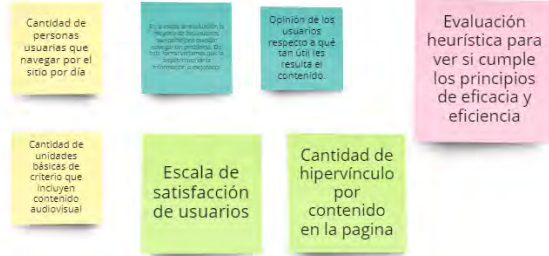 Cantidad de
personas
usuarias que
navegar por el
sitio por día
Opinión de los
usuarios
respecto a qué
tan útil les
resulta el
contenido.
Evaluación
heurística para
ver si cumple
los principios
de eficacia y
eficiencia
Cantidad de
unidades
básicas de
criterio que
incluyen
contenido
audiovisual
Escala de
satisfacción
de usuarios
Cantidad de
hipervínculo
por
contenido
en la pagina